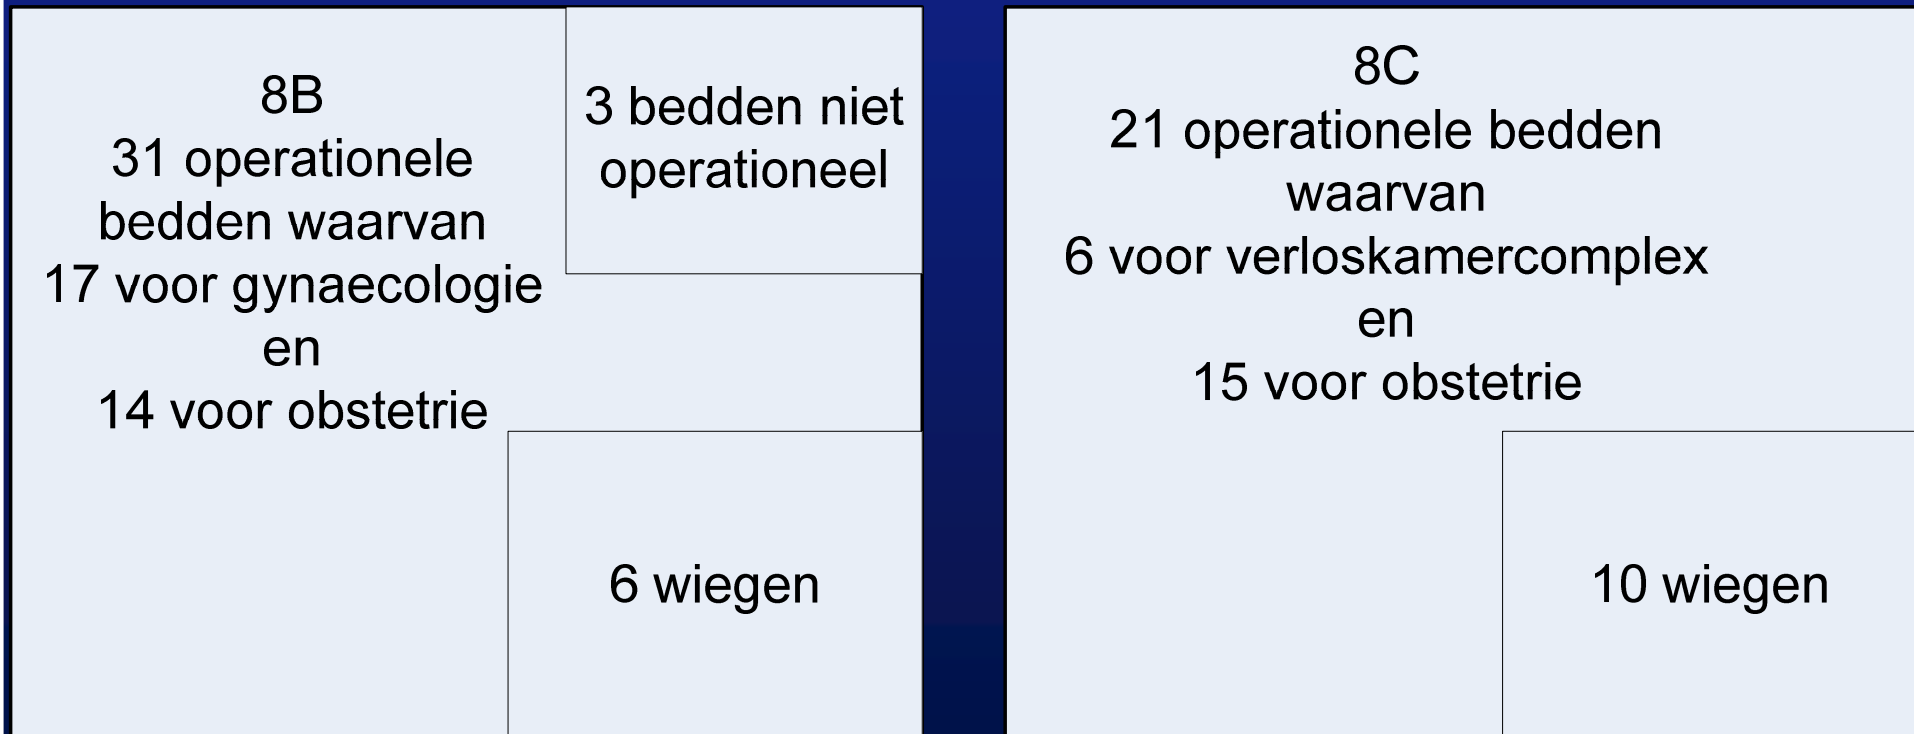 8B
31 operationele
bedden waarvan
17 voor gynaecologie
en
14 voor obstetrie
3 bedden niet
operationeel
6 wiegen
8C
21 operationele bedden
waarvan
6 voor verloskamercomplex
en
15 voor obstetrie
10 wiegen